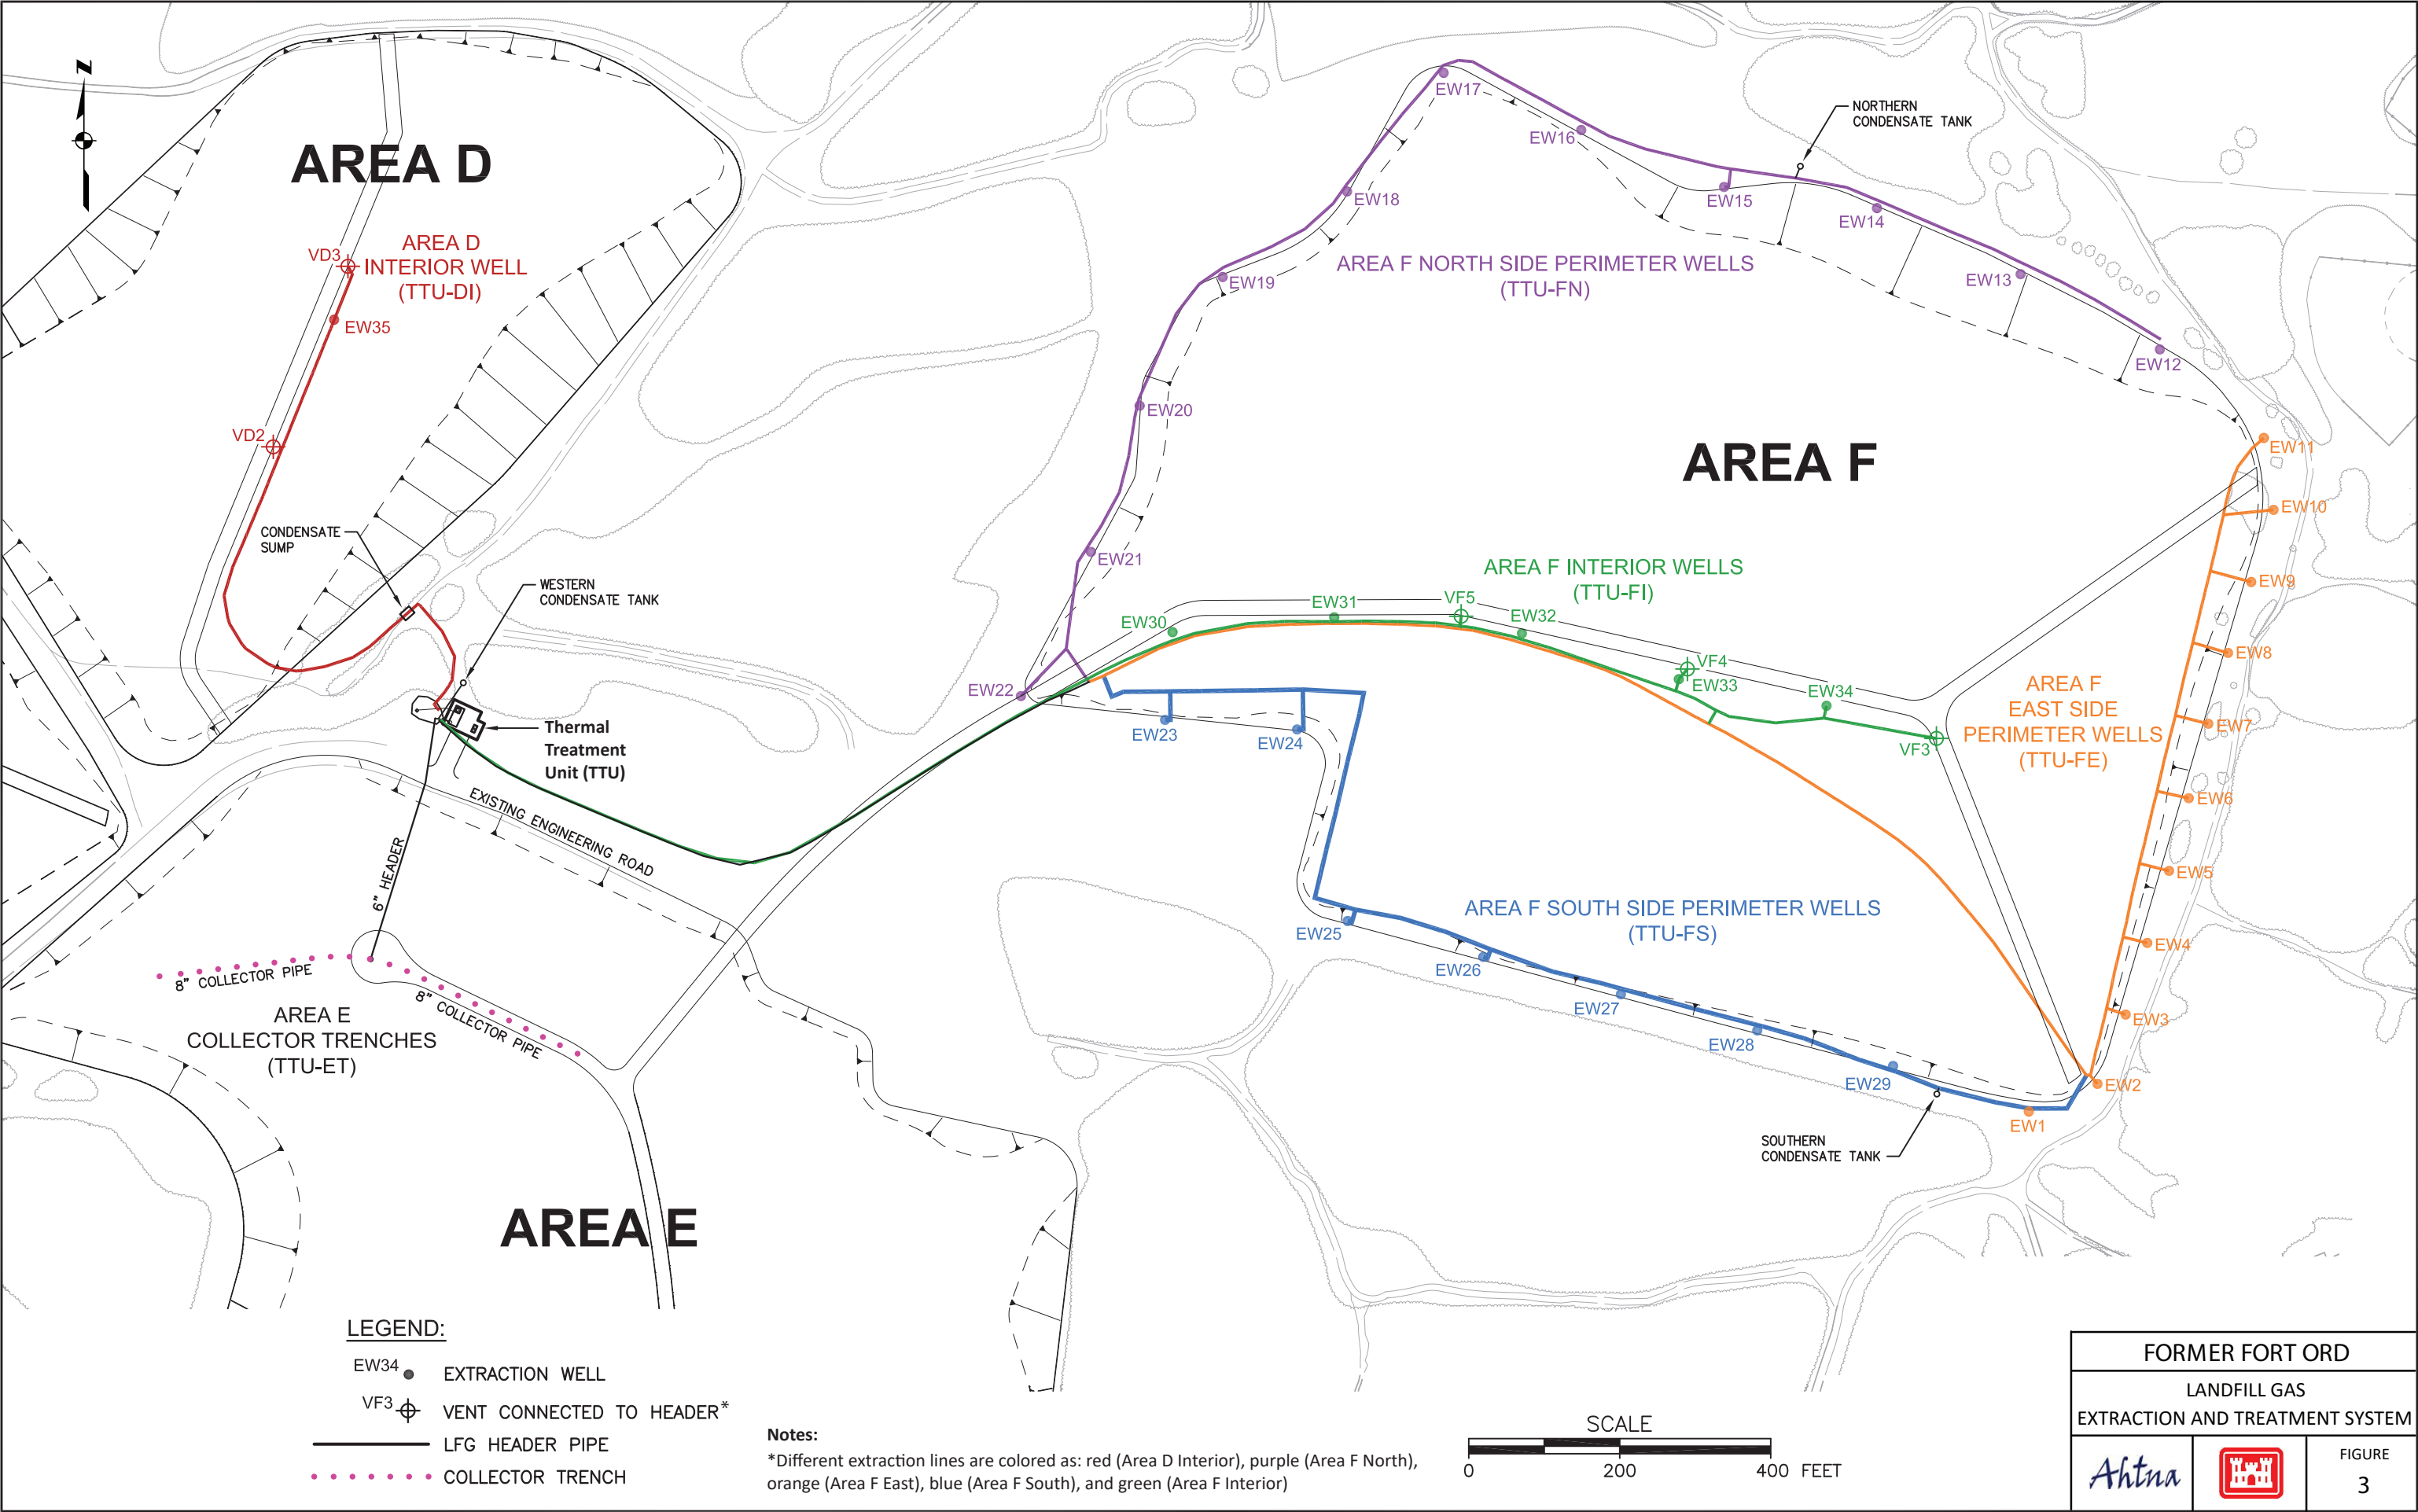 N
AREA D
VD3
AREA D
INTERIOR WELL
(TTU-DI)
EW35
VD2
CONDENSATE
SUMP
WESTERN
CONDENSATE TANK
Thermal
Treatment
Unit (TTU)
EXISTING ENGINEERING ROAD
6" HEADER
8" COLLECTOR PIPE
8" COLLECTOR PIPE
AREA E
COLLECTOR TRENCHES
(TTU-ET)
AREA E
EW17
EW16
NORTHERN
CONDENSATE TANK
EW18
EW15
EW14
AREA F NORTH SIDE PERIMETER WELLS
(TTU-FN)
EW19
EW13
EW12
EW20
AREA F
EW11
EW10
EW21
EW9
AREA F INTERIOR WELLS
(TTU-FI)
EW30
EW31
VF5
EW32
EW8
EW22
VF4
EW33
EW34
VF3
AREA F
EAST SIDE
PERIMETER WELLS
(TTU-FE)
EW7
EW23
EW24
EW6
EW5
AREA F SOUTH SIDE PERIMETER WELLS
(TTU-FS)
EW25
EW4
EW26
EW27
EW3
EW28
EW29
EW2
EW1
SOUTHERN
CONDENSATE TANK
LEGEND:
EW34
EXTRACTION WELL
VF3
VENT CONNECTED TO HEADER*
LFG HEADER PIPE
COLLECTOR TRENCH
Notes:
*Different extraction lines are colored as: red (Area D Interior), purple (Area F North),
orange (Area F East), blue (Area F South), and green (Area F Interior)
SCALE
0 200 400 FEET
FORMER FORT ORD
LANDFILL GAS
EXTRACTION AND TREATMENT SYSTEM
Ahtna
FIGURE
3